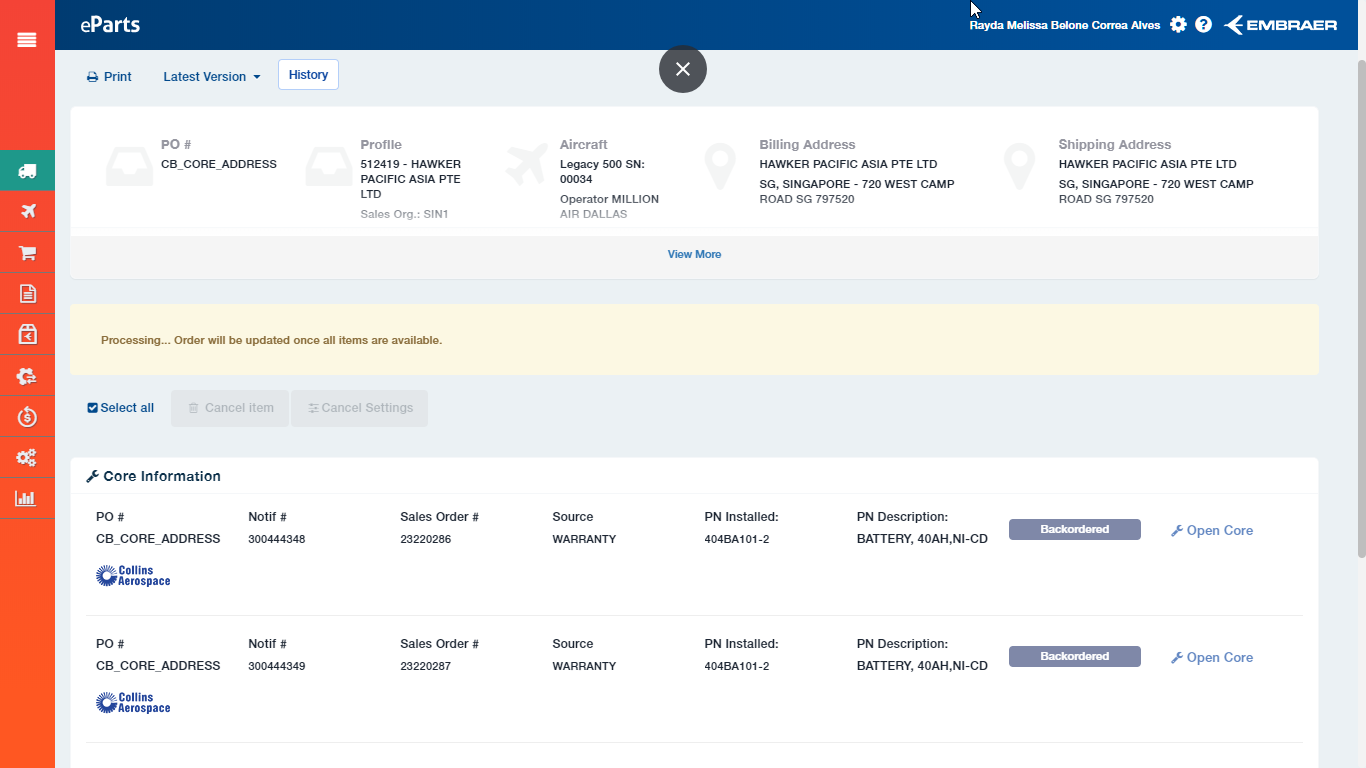 eParts
Rayda Melissa Belone Correa Alves
EMBRAER
Print
Latest Version
History
PO #
CB_CORE_ADDRESS
Profile
512419 - HAWKER
PACIFIC ASIA PTE
LTD
Sales Org.: SIN1
Aircraft
Legacy 500 SN:
00034
Operator MILLION
AIR DALLAS
Billing Address
HAWKER PACIFIC ASIA PTE LTD
SG, SINGAPORE - 720 WEST CAMP
ROAD SG 797520
Shipping Address
HAWKER PACIFIC ASIA PTE LTD
SG, SINGAPORE - 720 WEST CAMP
ROAD SG 797520
View More
Processing... Order will be updated once all items are available.
Select all
Cancel item
Cancel Settings
Core Information
PO # Notif # Sales Order # Source PN Installed: PN Description:
CB_CORE_ADDRESS 300444348 23220286 WARRANTY 404BA101-2 BATTERY, 40AH,NI-CD
Backordered
Open Core
Collins
Aerospace
PO # Notif # Sales Order # Source PN Installed: PN Description:
CB_CORE_ADDRESS 300444349 23220287 WARRANTY 404BA101-2 BATTERY, 40AH,NI-CD
Backordered
Open Core
Collins
Aerospace